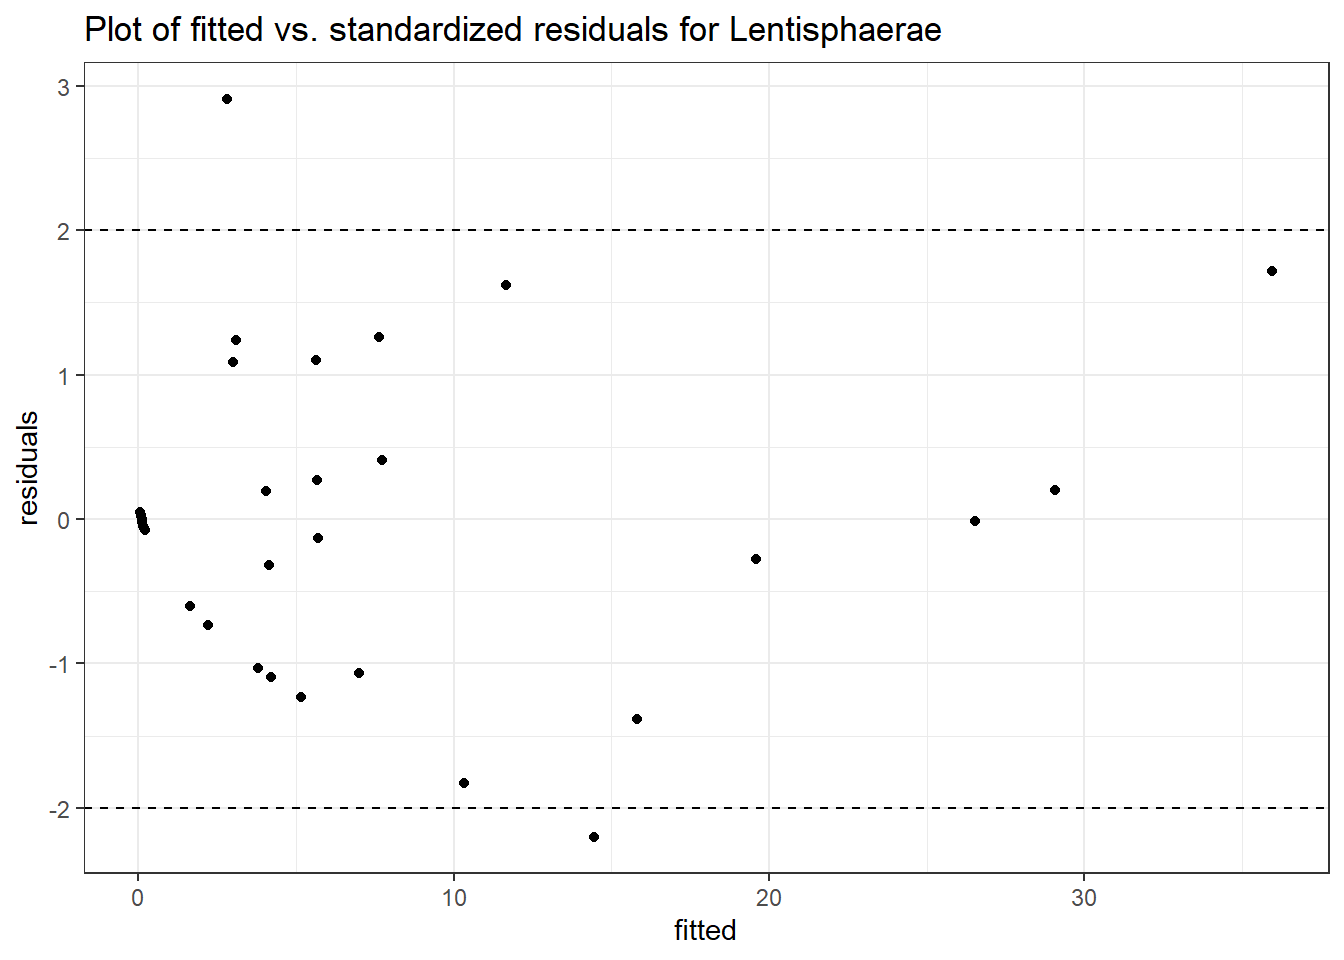 Plot of fitted vs. standardized residuals for Lentisphaerae
3
2
1
0
-1
-2
residuals
0 10 20 30
fitted